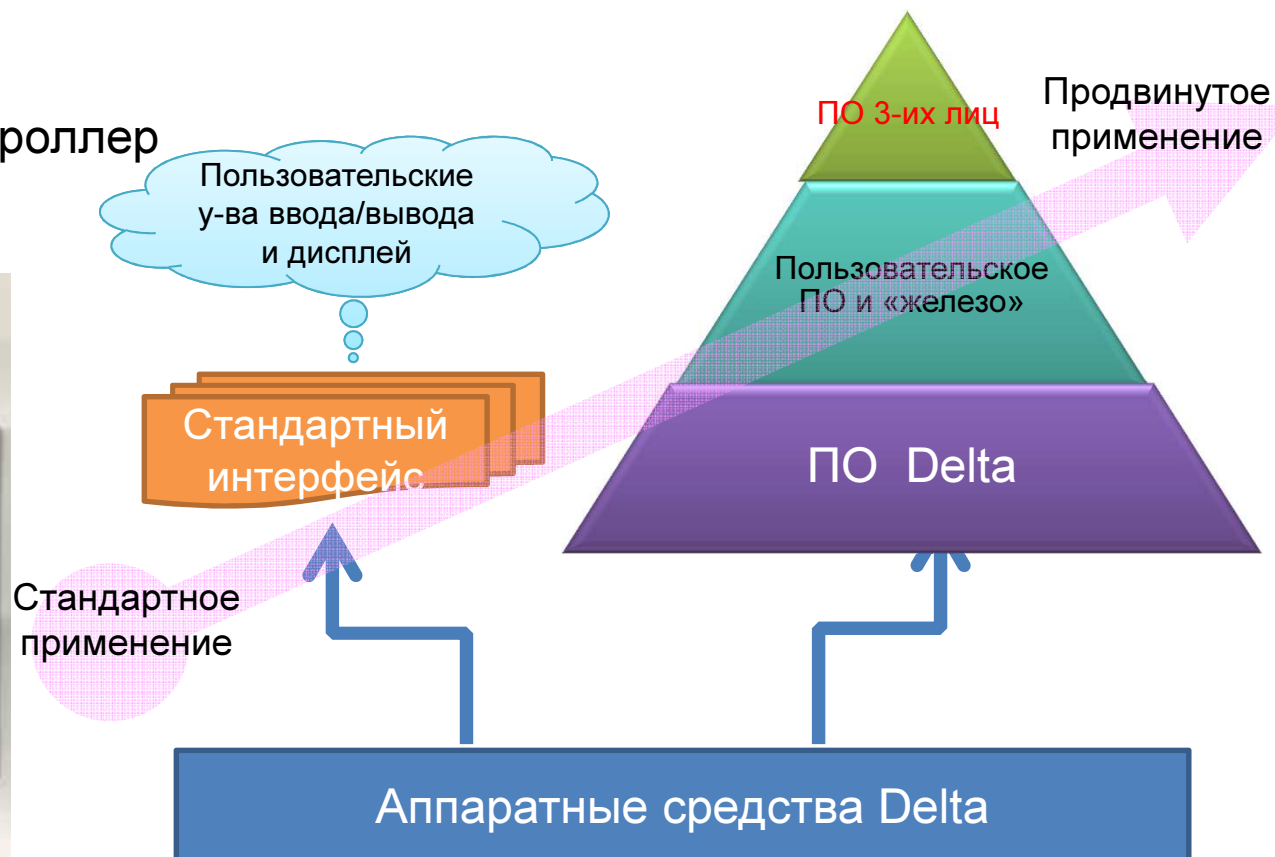 роллер
Пользовательские
у-ва ввода/вывода
и дисплей
ПО 3-их лиц
Продвинутое
применение
Пользовательское
ПО и «железо»
Стандартный
интерфейс
ПО Delta
Стандартное
применение
Аппаратные средства Delta